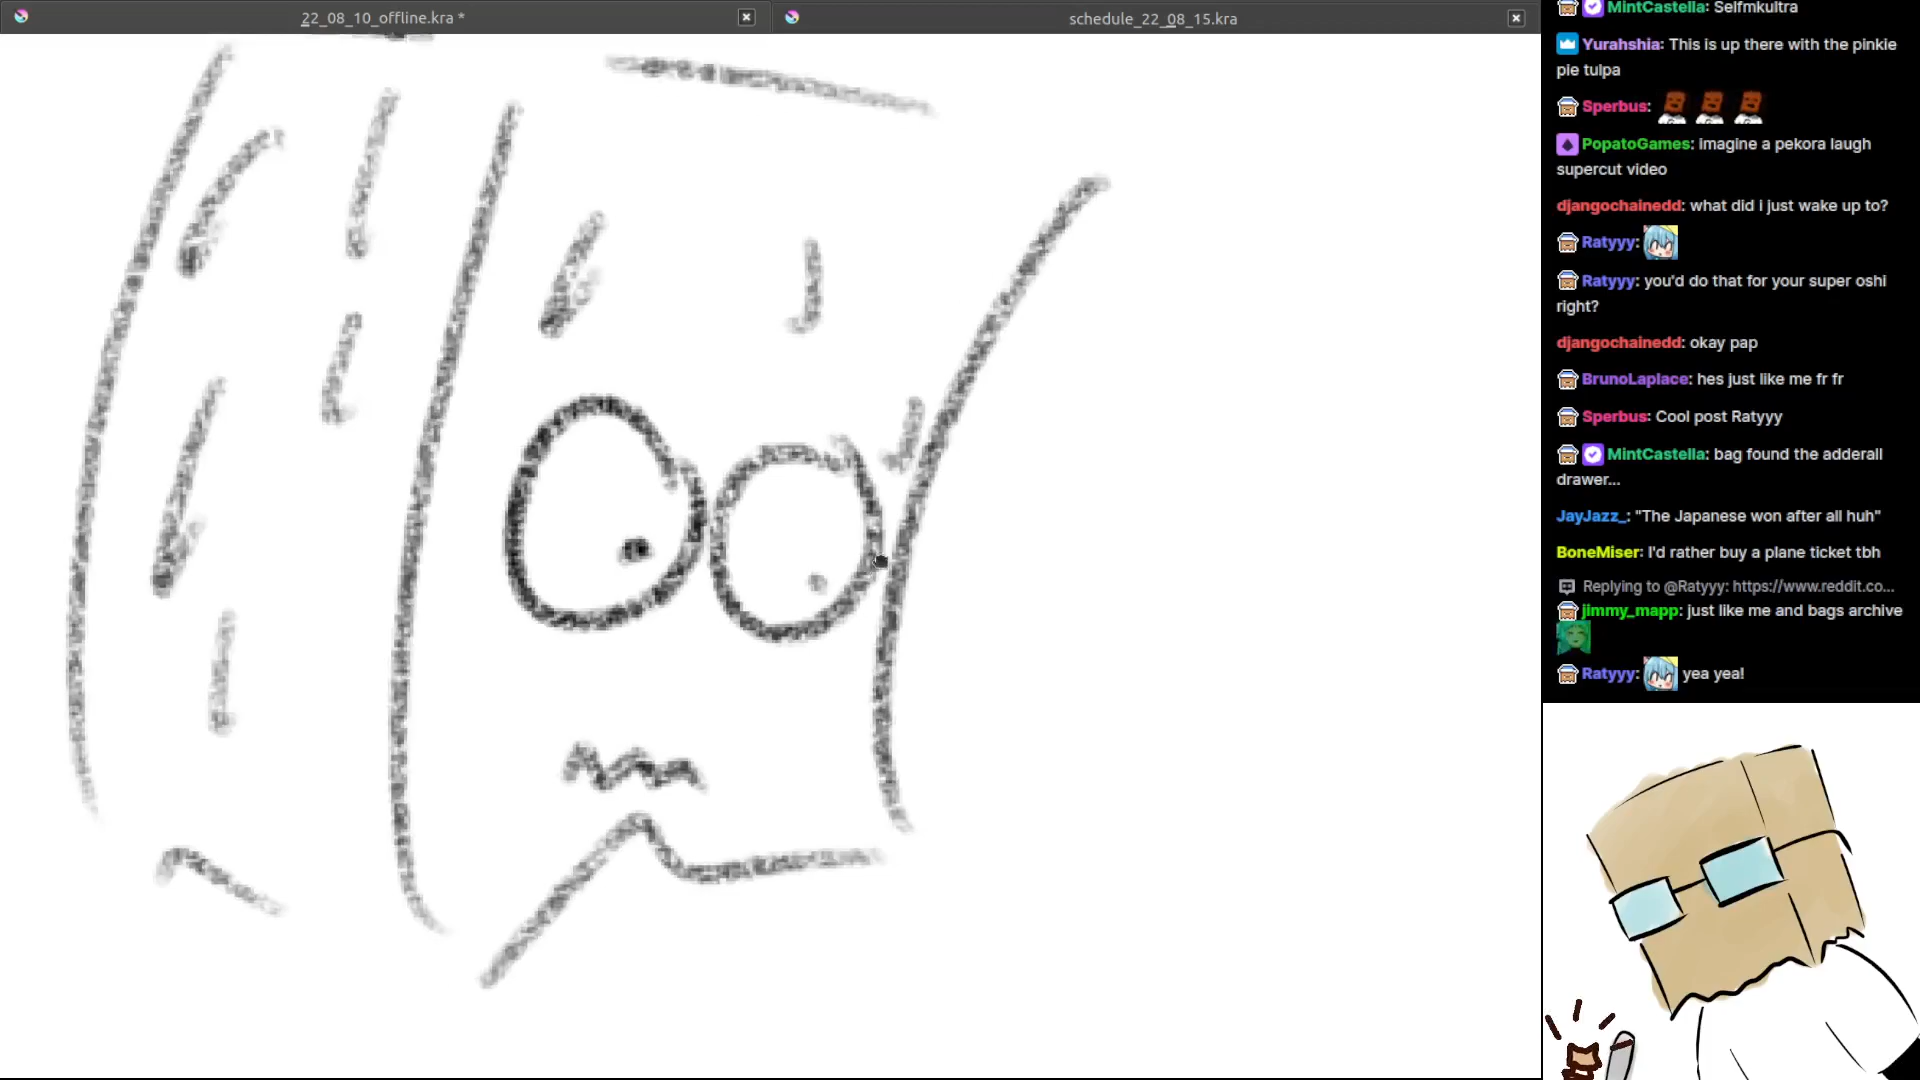 22_08_10_offline.kra *
schedule_22_08_15.kra
MintCastella: Selfmkultra
Yurahshia: This is up there with the pinkie
pie tulpa
Sperbus:
PopatoGames: imagine a pekora laugh
supercut video
djangochainedd: what did i just wake up to?
Ratyyy:
Ratyyy: you'd do that for your super oshi
right?
djangochainedd: okay pap
BrunoLaplace: hes just like me fr fr
Sperbus: Cool post Ratyyy
MintCastella: bag found the adderall
drawer...
JayJazz_: "The Japanese won after all huh"
BoneMiser: I'd rather buy a plane ticket tbh
Replying to @Ratyyy: https://www.reddit.co...
jimmy_mapp: just like me and bags archive
Ratyyy: yea yea!